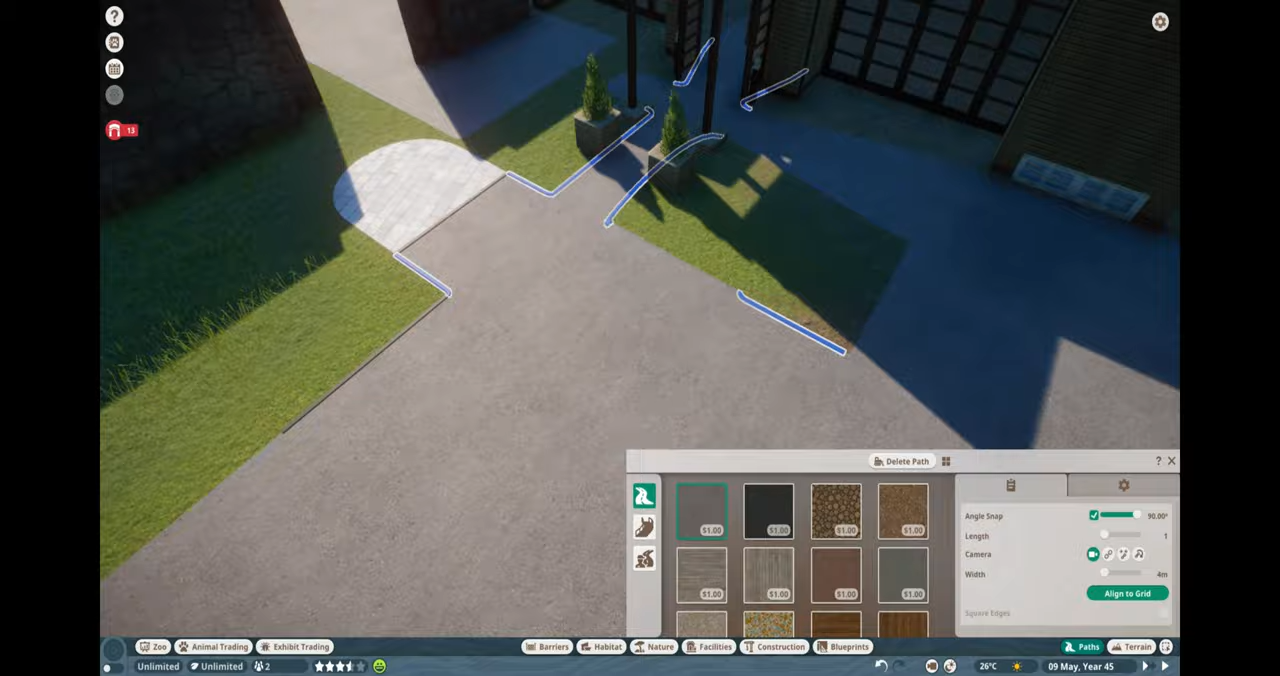 ?
13
Delete Path
?
$1.00 $1.00 $1.00 $1.00
$1.00 $1.00 $1.00 $1.00
Angle Snap 90.00°
Length 1
Camera
Width 4m
Align to Grid
Square Edges
Zoo Animal Trading Exhibit Trading Barriers Habitat Nature Facilities Construction Blueprints Paths Terrain
Unlimited Unlimited 2 26°C 09 May, Year 45